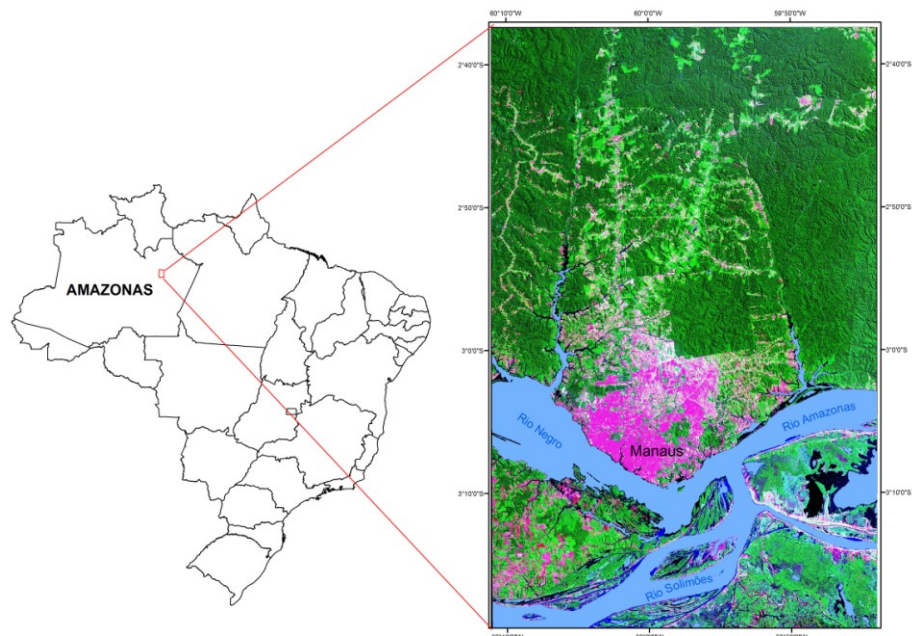 60°10'0"W 60°0'0"W 59°50'0"W
2°40'0"S 2°40'0"S
2°50'0"S 2°50'0"S
AMAZONAS
3°0'0"S 3°0'0"S
Rio Negro
Manaus
Rio Amazonas
3°10'0"S 3°10'0"S
Rio Solimões